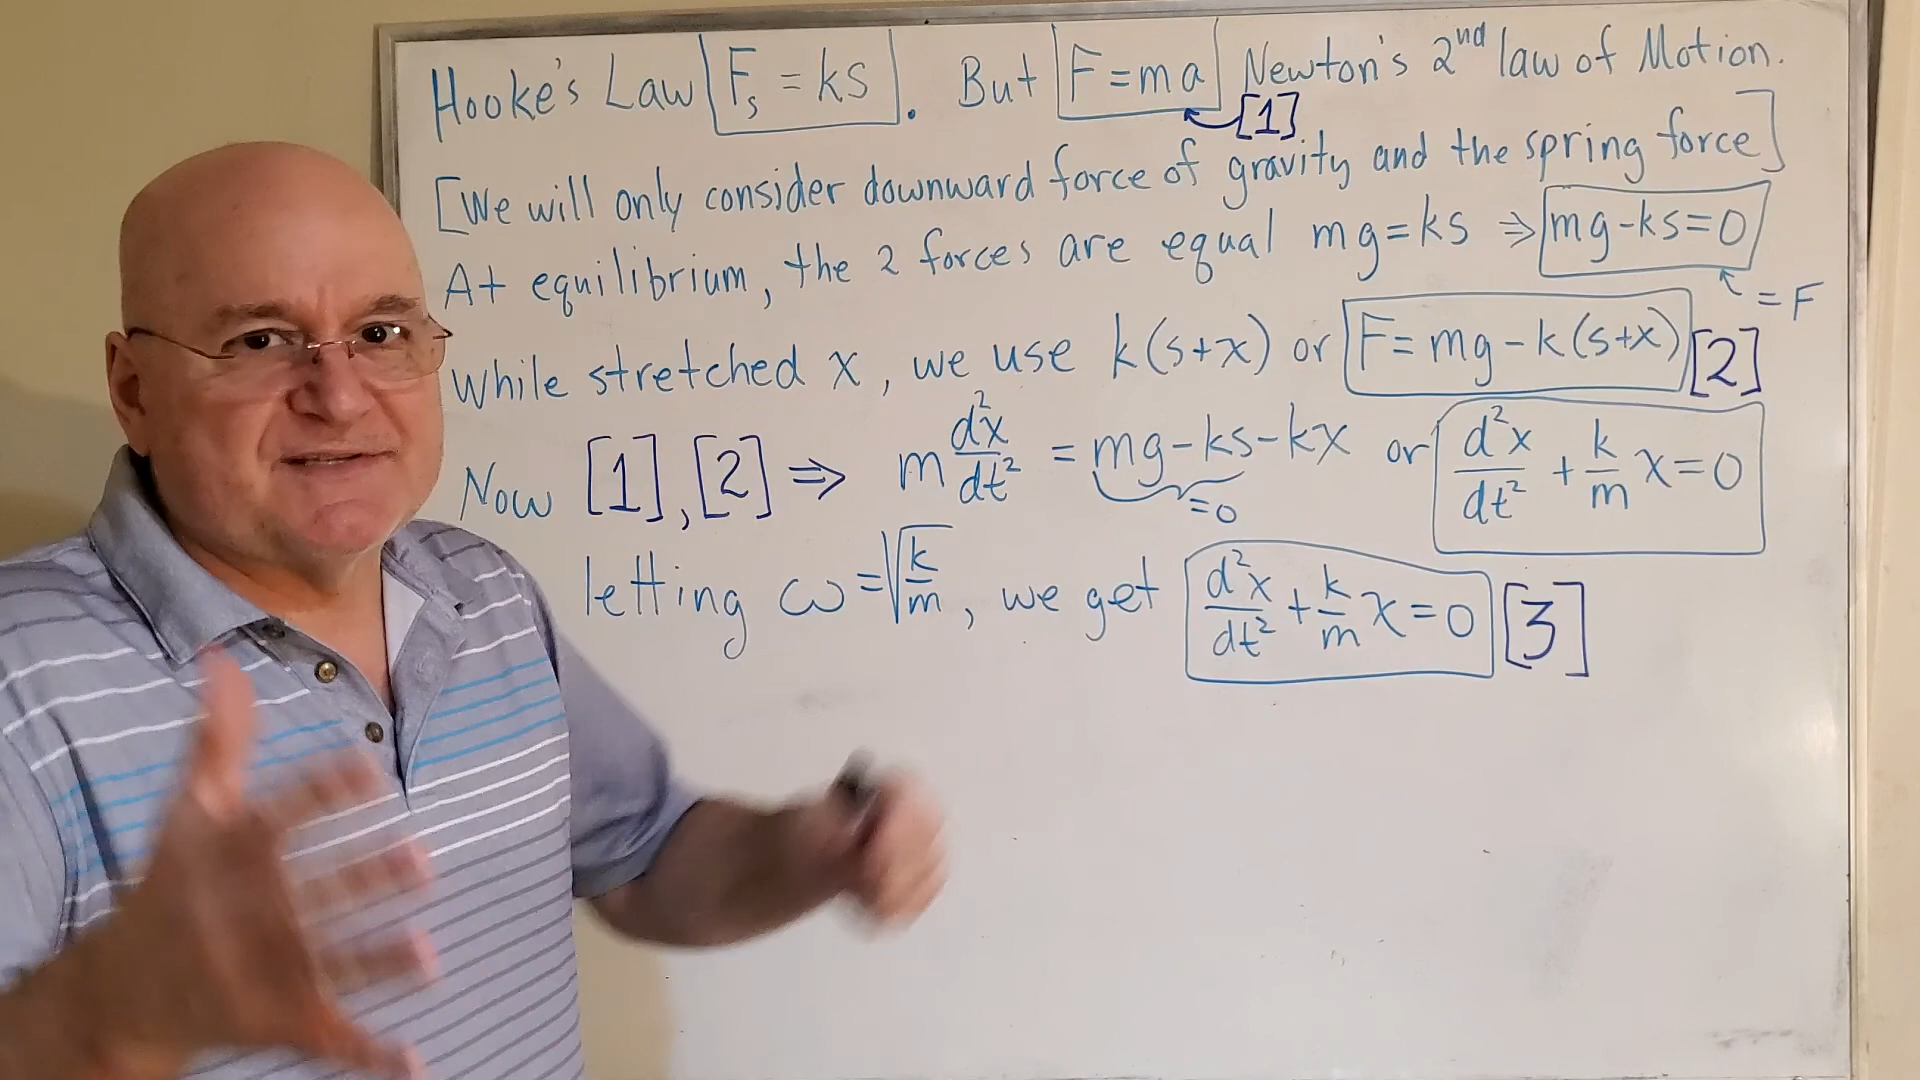 Hooke's Law F_s = ks. But F = ma Newton's 2nd law of Motion.
[1]
[We will only consider downward force of gravity and the spring force]
At equilibrium, the 2 forces are equal mg = ks ⇒ mg - ks = 0
= F
While stretched x, we use k(s+x) or F = mg - k(s+x) [2]
Now [1], [2] ⇒ m d²x/dt² = mg - ks - kx or d²x/dt² + k/m x = 0
= 0
letting ω = √(k/m), we get d²x/dt² + k/m x = 0 [3]